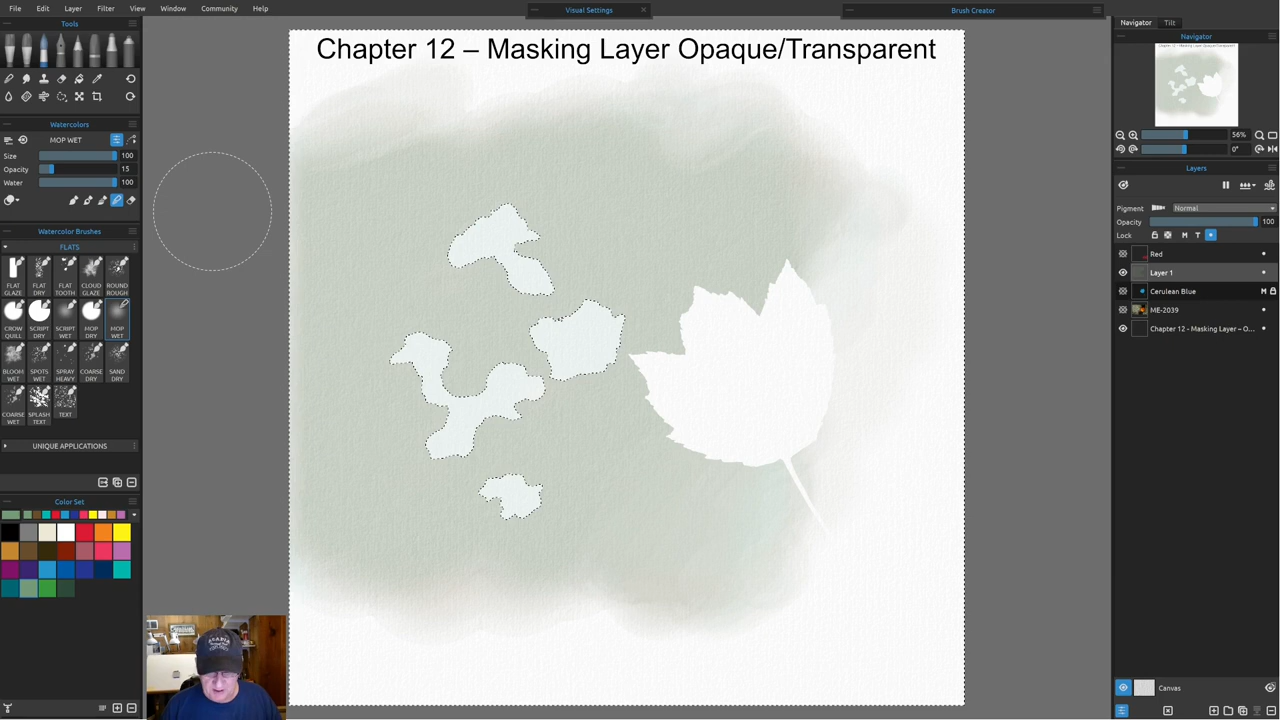 File Edit Layer Filter View Window Community Help
Visual Settings
Brush Creator
Tools
Watercolors
MOP WET
Size 100
Opacity 15
Water 100
Watercolor Brushes
FLATS
FLAT GLAZE
FLAT DRY
FLAT TOOTH
CLOUD GLAZE
ROUND ROUGH
CROW QUILL
SCRIPT DRY
SCRIPT WET
MOP DRY
MOP WET
BLOOM WET
SPOTS WET
SPRAY HEAVY
COARSE DRY
SAND DRY
COARSE WET
SPLASH TEXT
TEXT
UNIQUE APPLICATIONS
Color Set
Chapter 12 – Masking Layer Opaque/Transparent
Navigator Tilt
Navigator
56%
0°
Layers
Pigment Normal
Opacity 100
Lock M T
Red
Layer 1
Cerulean Blue M
ME-2039
Chapter 12 - Masking Layer – O...
Canvas